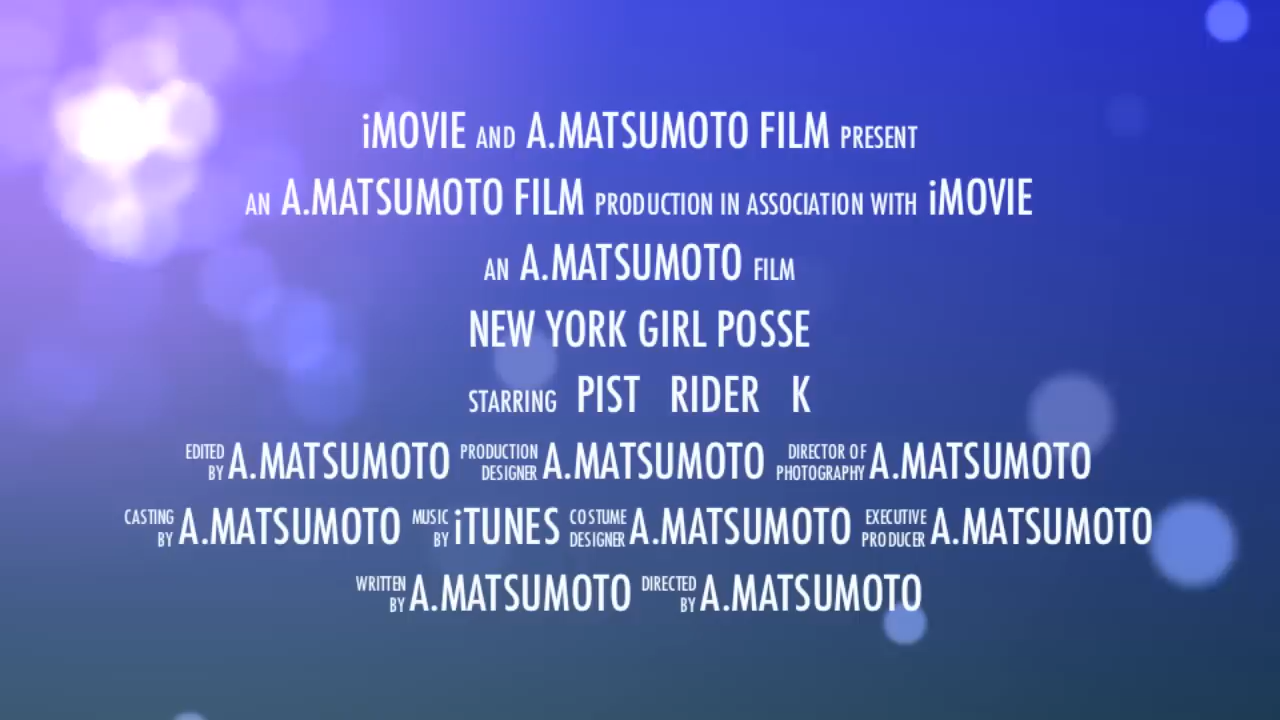 iMOVIE AND A.MATSUMOTO FILM PRESENT
AN A.MATSUMOTO FILM PRODUCTION IN ASSOCIATION WITH iMOVIE
AN A.MATSUMOTO FILM
NEW YORK GIRL POSSE
STARRING PIST RIDER K
EDITED BY A.MATSUMOTO PRODUCTION DESIGNER A.MATSUMOTO DIRECTOR OF PHOTOGRAPHY A.MATSUMOTO
CASTING BY A.MATSUMOTO MUSIC BY iTUNES COSTUME DESIGNER A.MATSUMOTO EXECUTIVE PRODUCER A.MATSUMOTO
WRITTEN BY A.MATSUMOTO DIRECTED BY A.MATSUMOTO